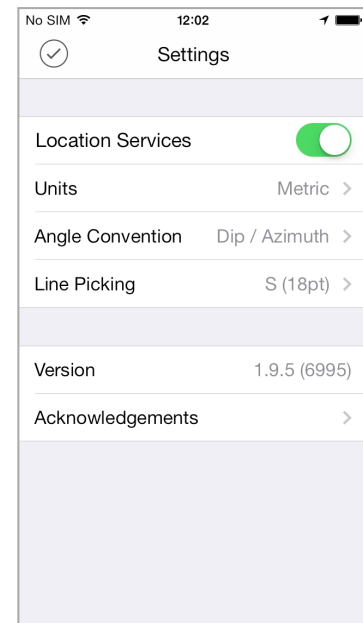 No SIM 12:02
Settings
Location Services
Units Metric
Angle Convention Dip / Azimuth
Line Picking S (18pt)
Version 1.9.5 (6995)
Acknowledgements